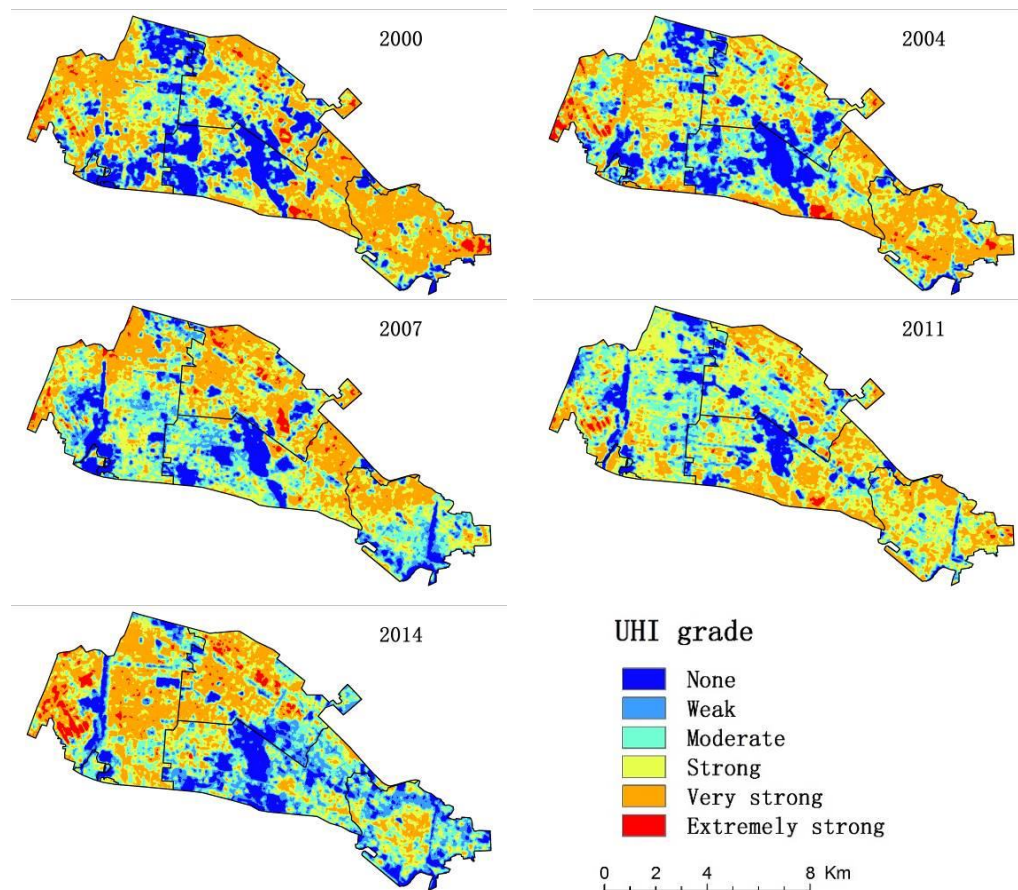 2000
2004
2007
2011
2014
UHI grade
None
Weak
Moderate
Strong
Very strong
Extremely strong
0 2 4 8 Km